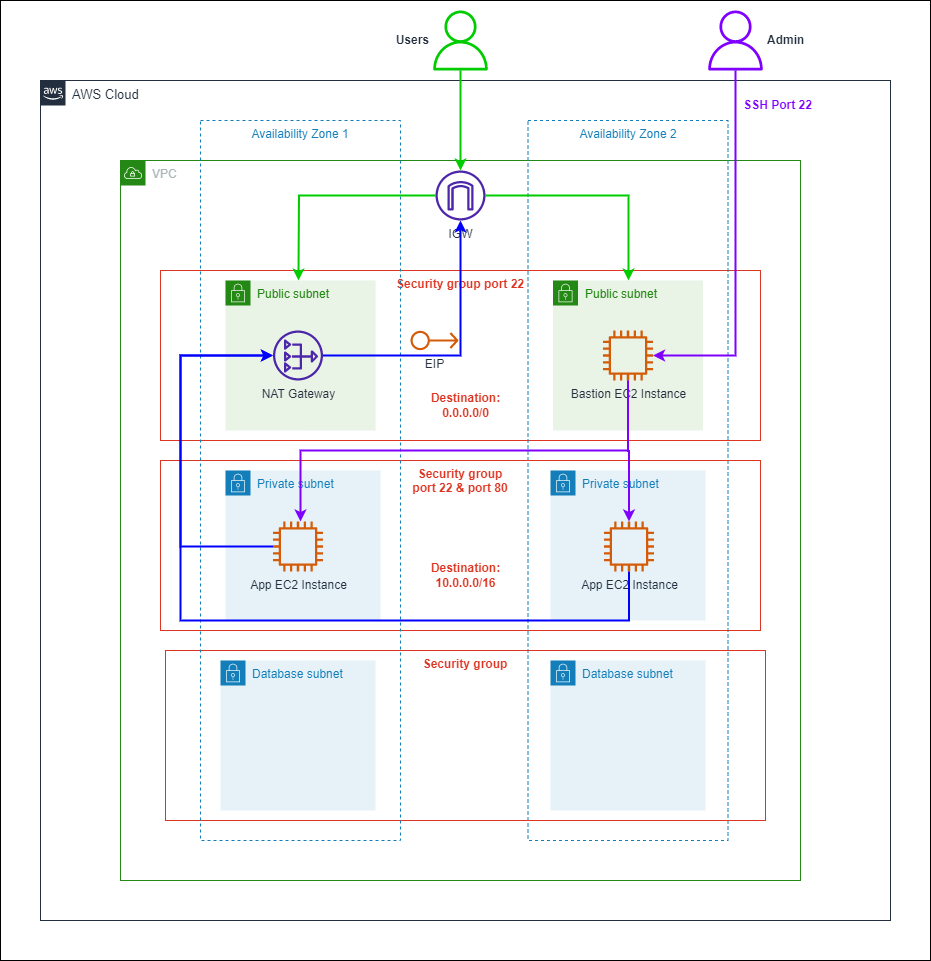 Users
Admin
aws
AWS Cloud
SSH Port 22
Availability Zone 1
Availability Zone 2
VPC
IGW
Security group port 22
Public subnet
Public subnet
EIP
NAT Gateway
Bastion EC2 Instance
Destination:
0.0.0.0/0
Security group
port 22 & port 80
Private subnet
Private subnet
Destination:
10.0.0.0/16
App EC2 Instance
App EC2 Instance
Security group
Database subnet
Database subnet